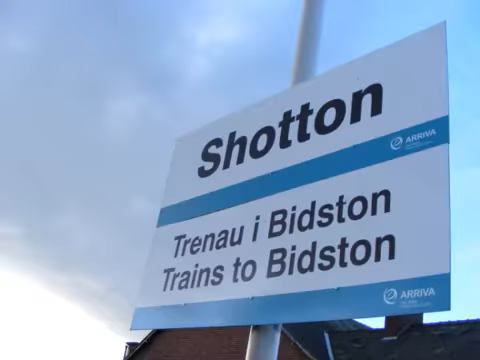 Shotton
ARRIVA
Trenau i Bidston
Trains to Bidston
ARRIVA